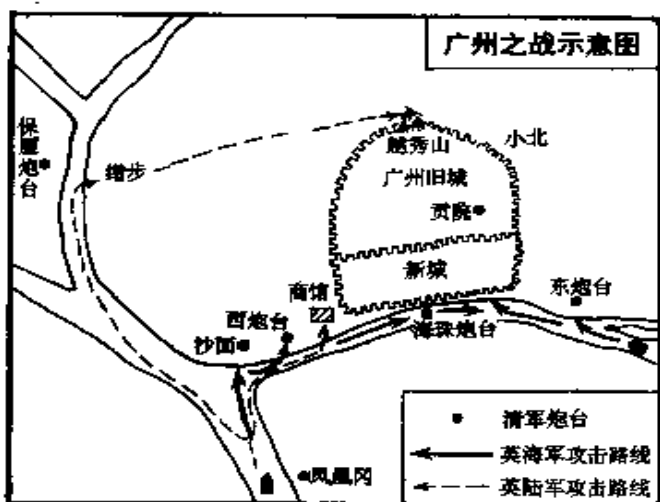 广州之战示意图
保厘炮台
缯步
越秀山
小北
广州旧城
贡院
新城
商馆
东炮台
西炮台
沙面
海珠炮台
凤凰冈
清军炮台
英海军攻击路线
英陆军攻击路线